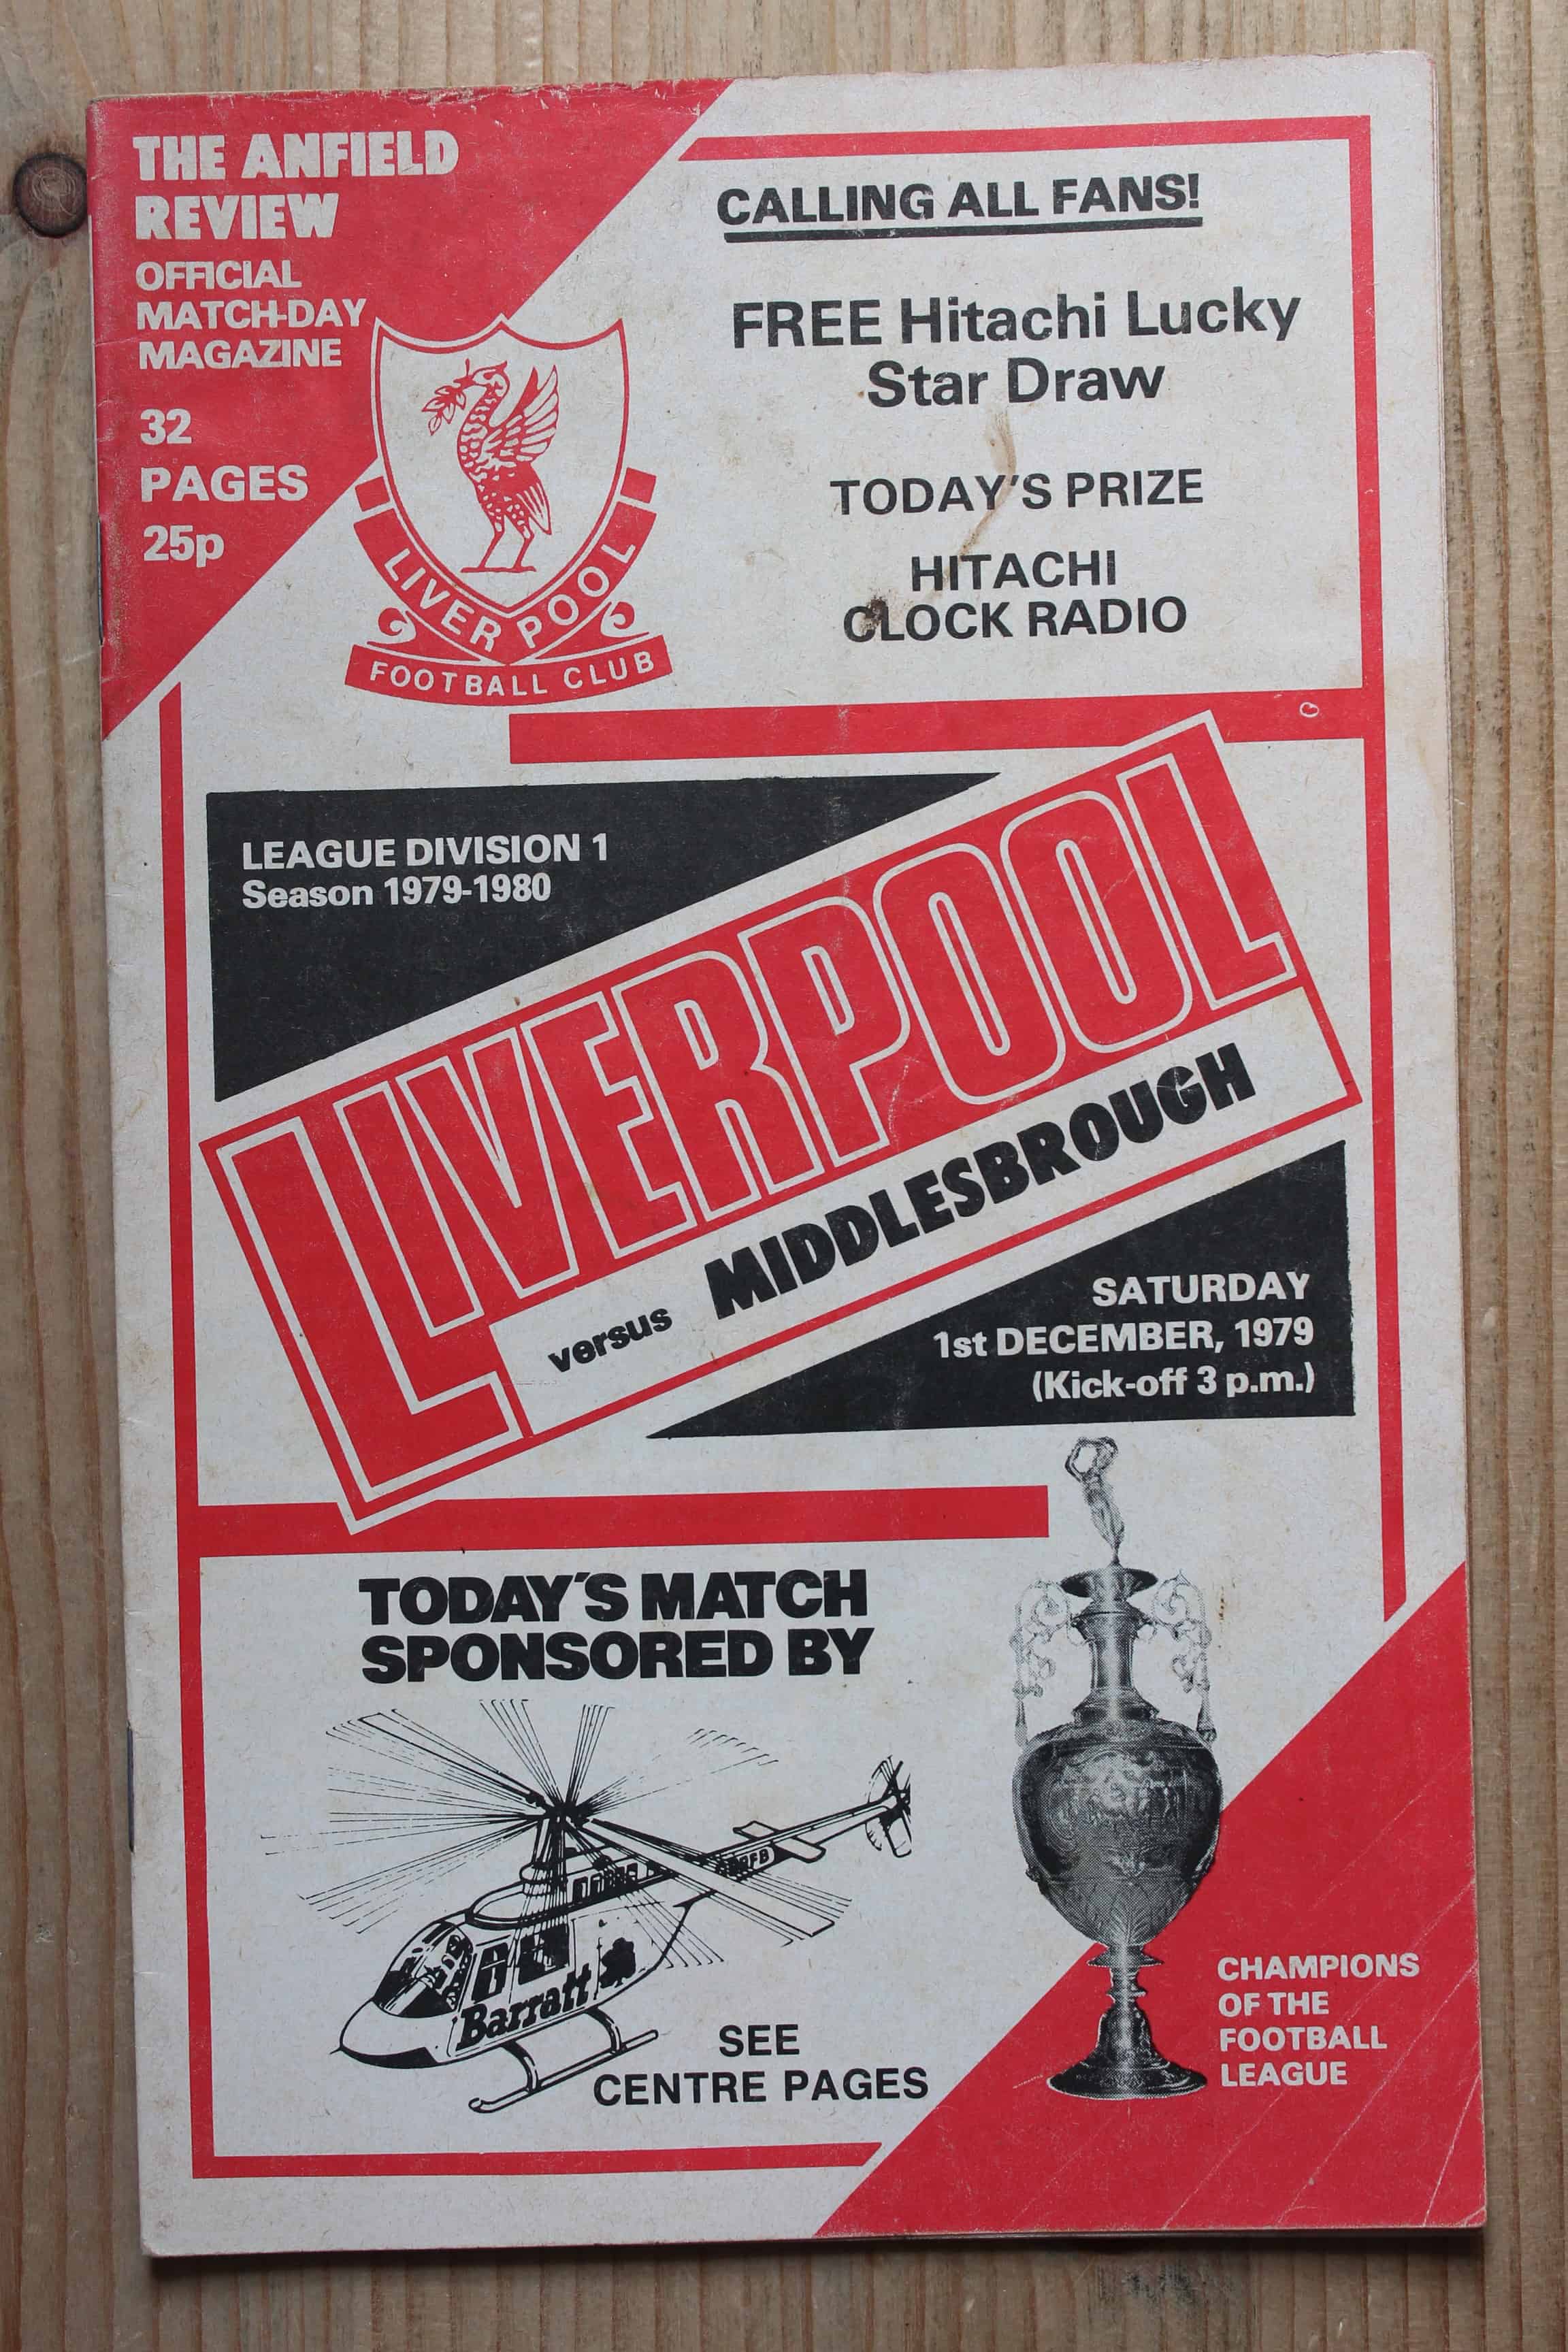 THE ANFIELD
REVIEW
OFFICIAL
MATCH-DAY
MAGAZINE
32
PAGES
25p
LIVERPOOL
FOOTBALL CLUB
CALLING ALL FANS!
FREE Hitachi Lucky
Star Draw
TODAY'S PRIZE
HITACHI
CLOCK RADIO
LEAGUE DIVISION 1
Season 1979-1980
LIVERPOOL
versus MIDDLESBROUGH
SATURDAY
1st DECEMBER, 1979
(Kick-off 3 p.m.)
TODAY'S MATCH
SPONSORED BY
Barratt
SEE
CENTRE PAGES
CHAMPIONS
OF THE
FOOTBALL
LEAGUE